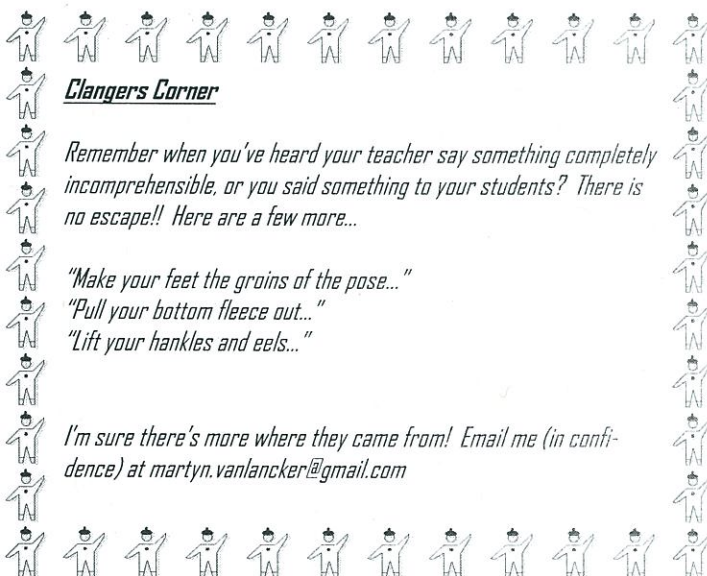 Clangers Corner
Remember when you've heard your teacher say something completely
incomprehensible, or you said something to your students?  There is
no escape!!  Here are a few more...
"Make your feet the groins of the pose..."
"Pull your bottom fleece out..."
"Lift your hankles and eels..."
I'm sure there's more where they came from!  Email me (in confi-
dence) at martyn.vanlancker@gmail.com